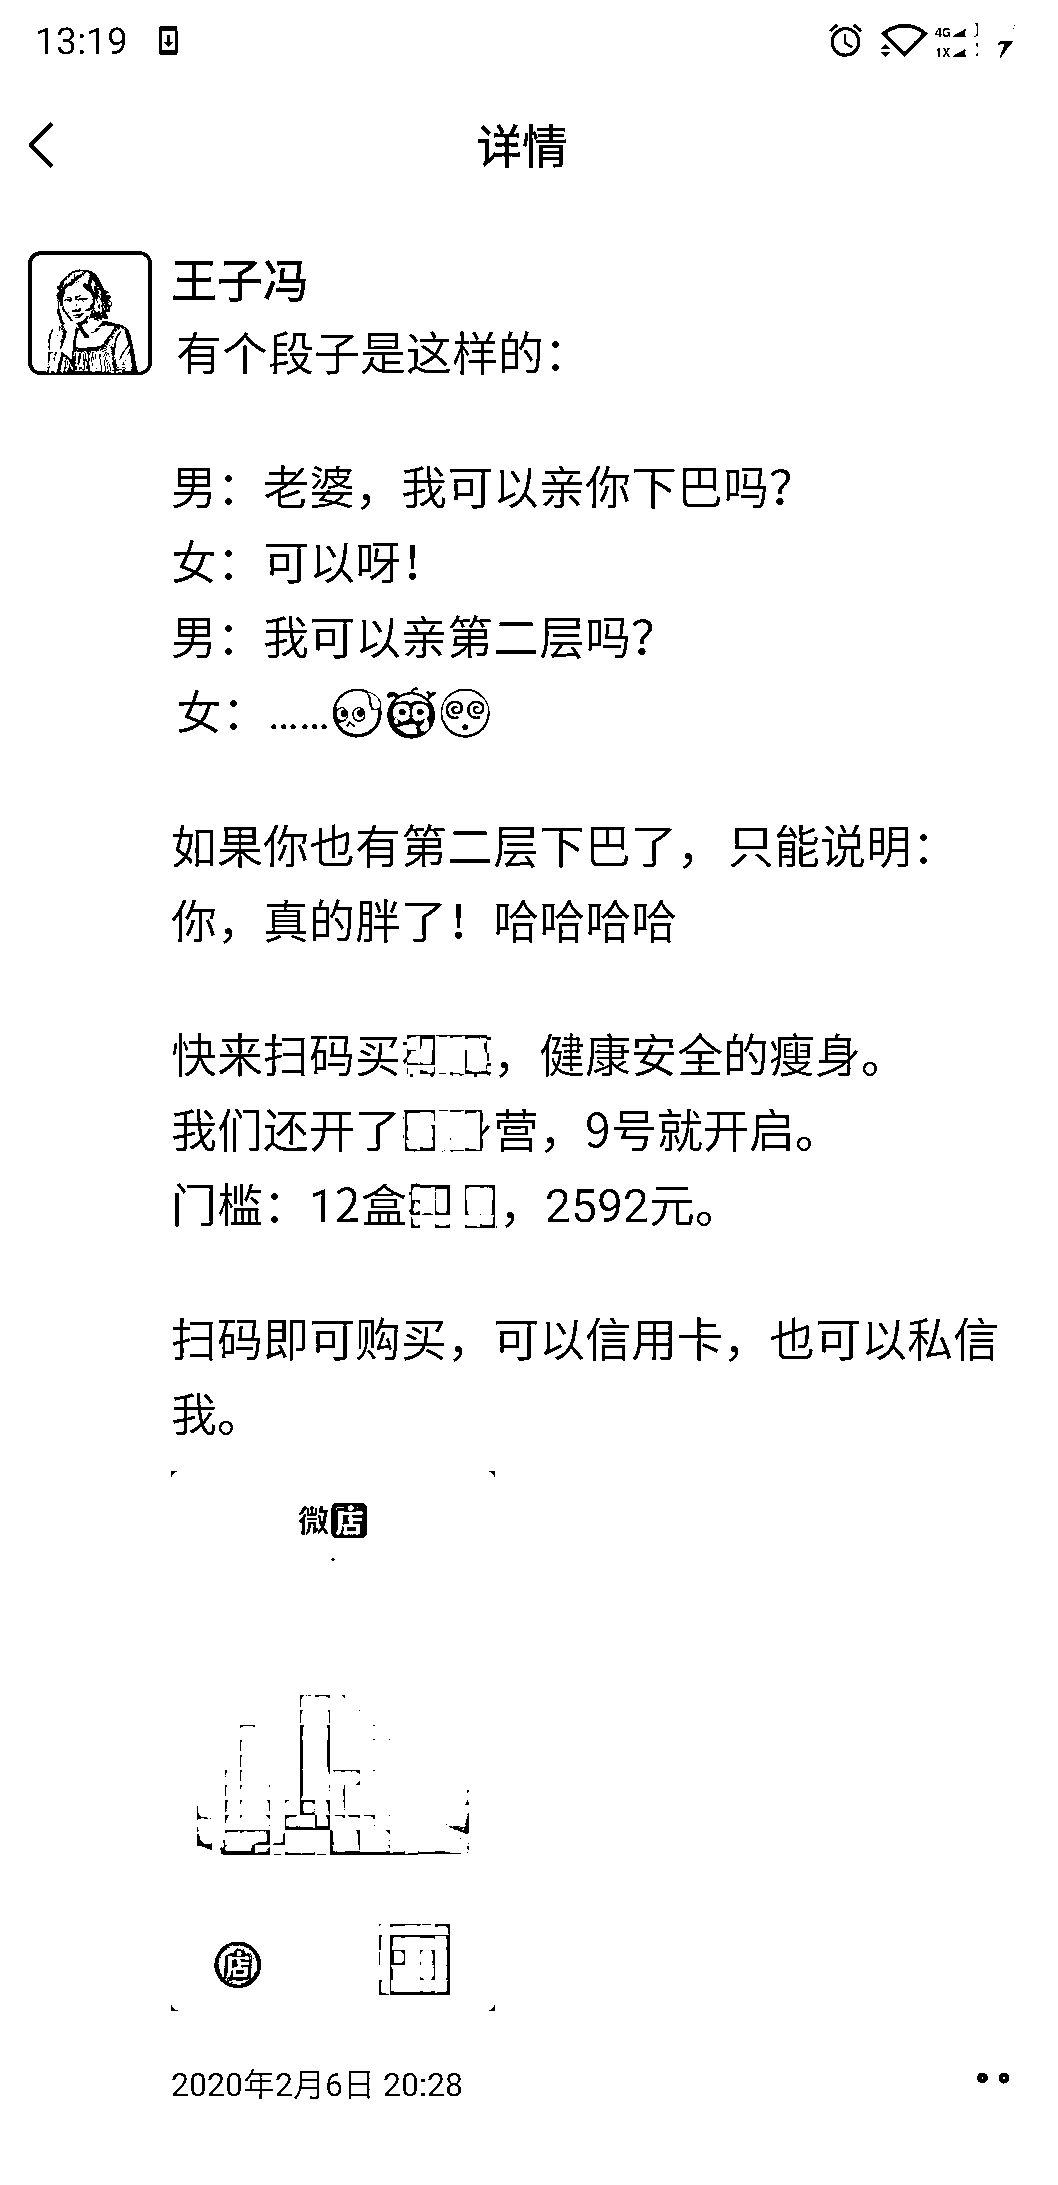 13:19
4G
1X
详情
王子冯
有个段子是这样的：
男：老婆，我可以亲你下巴吗？
女：可以呀！
男：我可以亲第二层吗？
女：……
如果你也有第二层下巴了，只能说明：
你，真的胖了！哈哈哈哈
快来扫码买，健康安全的瘦身。
我们还开了营，9号就开启。
门槛：12盒，2592元。
扫码即可购买，可以信用卡，也可以私信
我。
微店
店
2020年2月6日 20:28